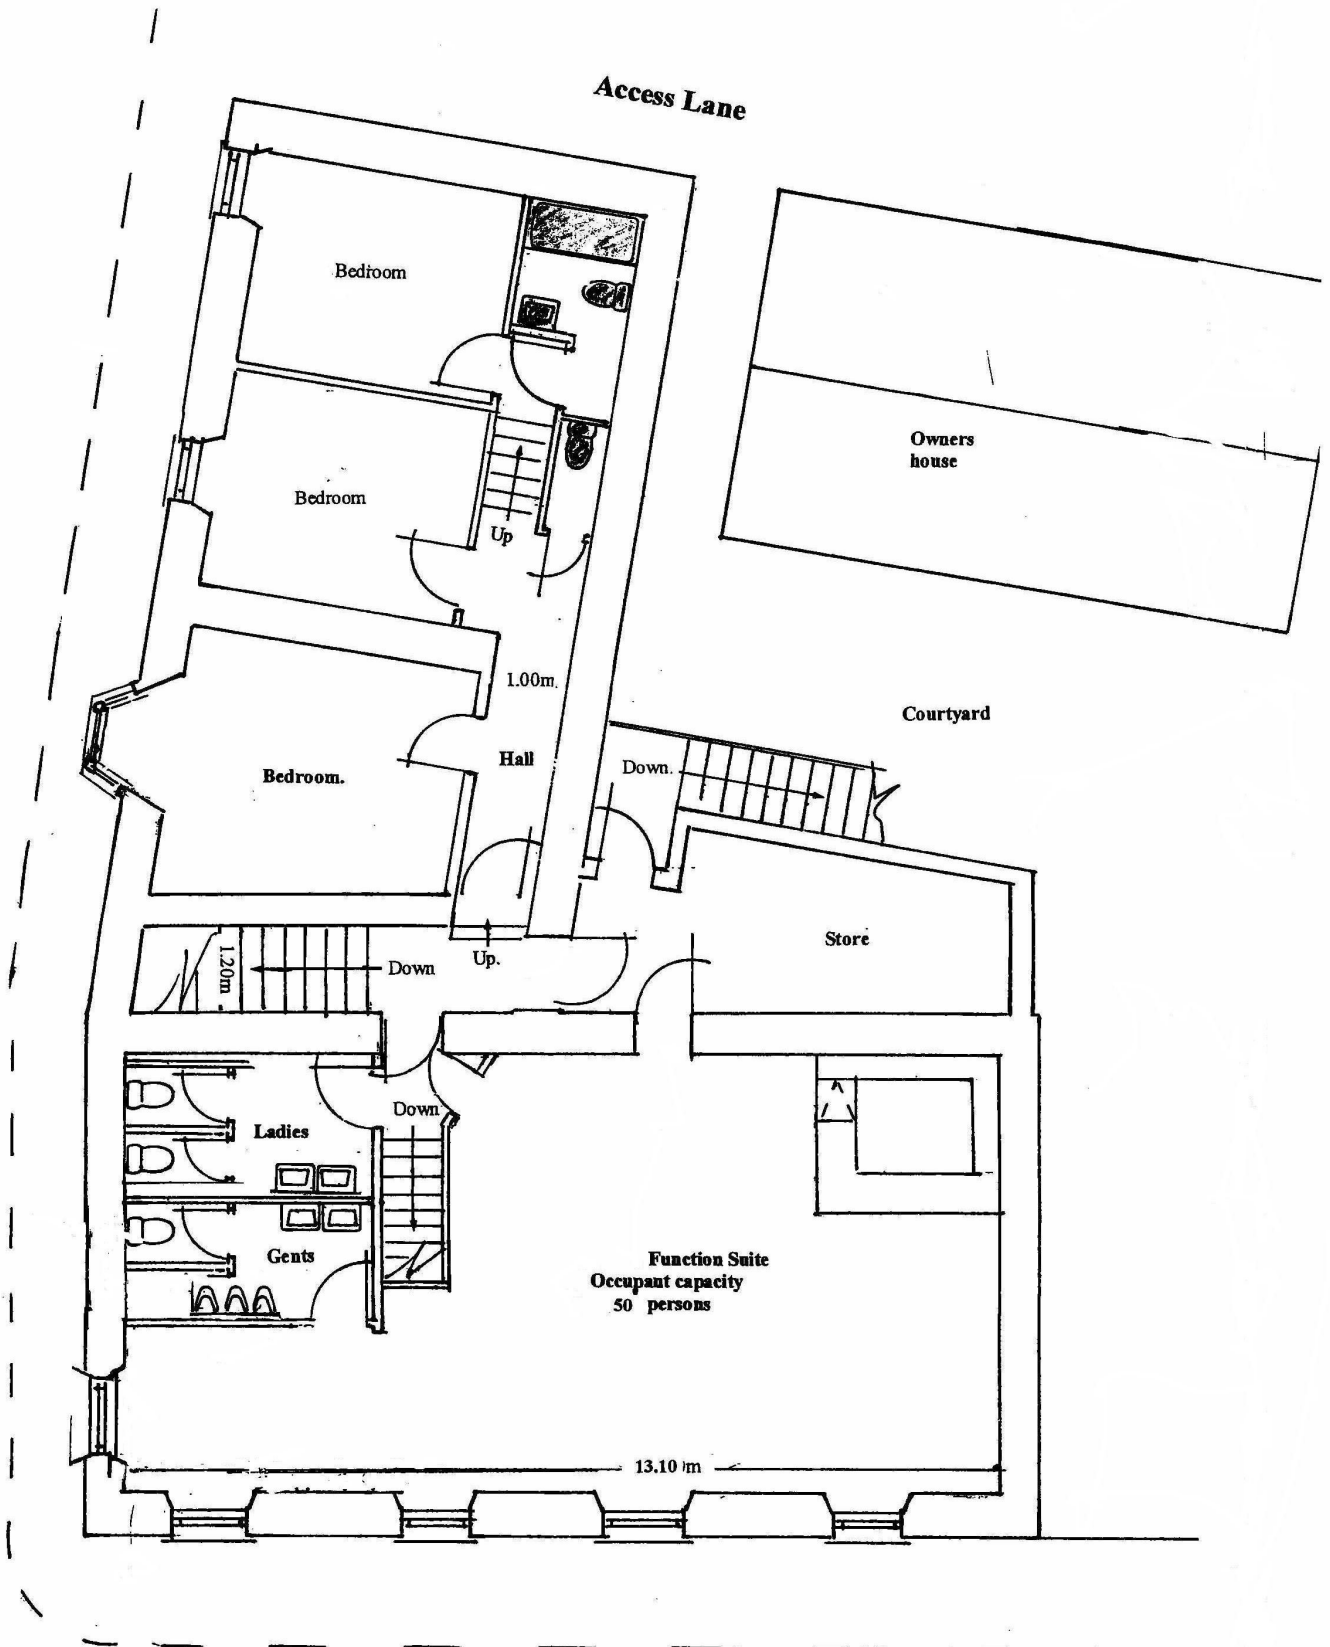 Access Lane
Bedroom
Owners
house
Bedroom
Up
1.00m.
Courtyard
Hall
Down.
Bedroom.
Store
Up.
Down
1.20m
Down
Ladies
Gents
Function Suite
Occupant capacity
50 persons
13.10 m